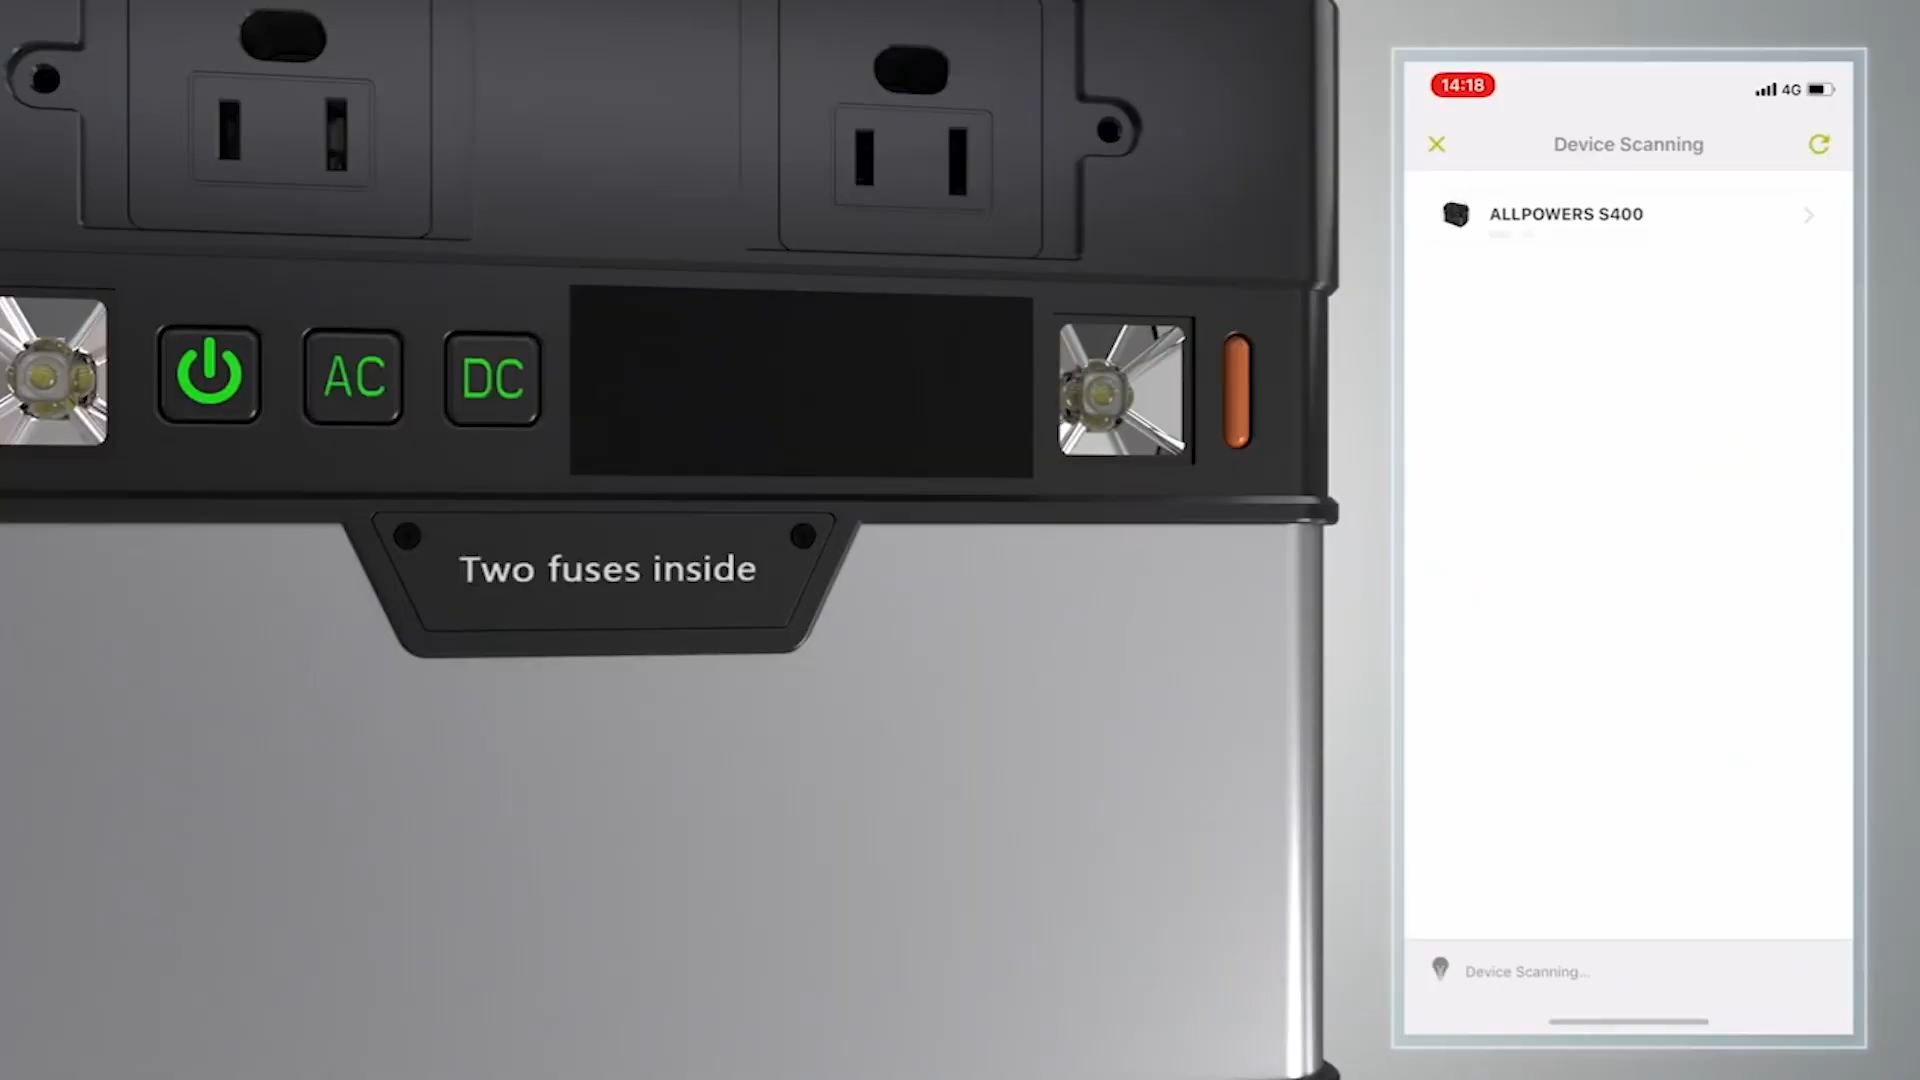 AC
DC
Two fuses inside
14:18
4G
Device Scanning
ALLPOWERS S400
Device Scanning...